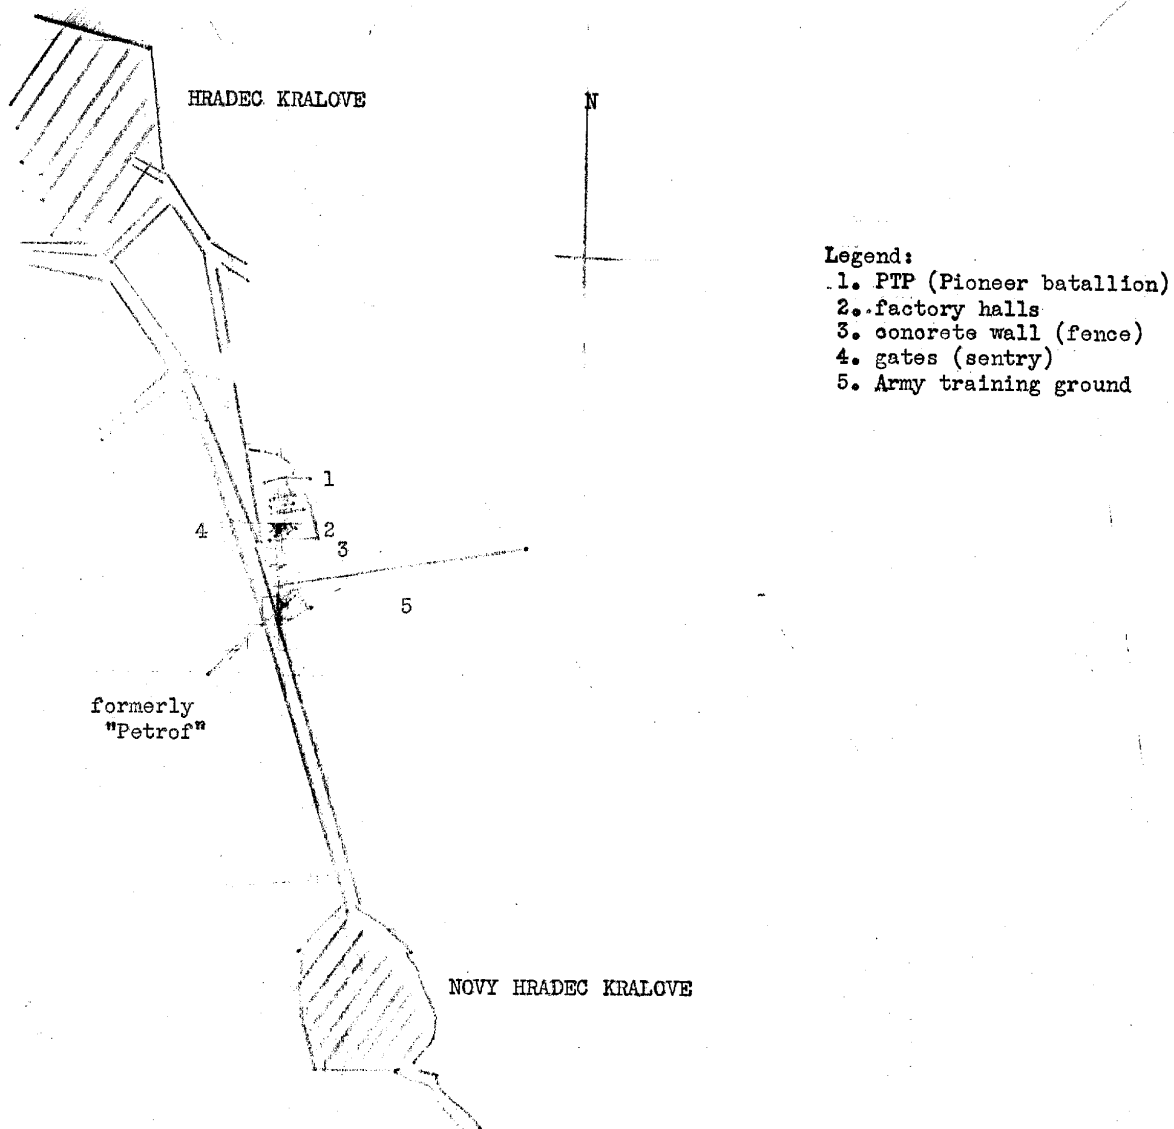 HRADEC KRALOVE
N
Legend:
1. PTP (Pioneer batallion)
2. factory halls
3. concrete wall (fence)
4. gates (sentry)
5. Army training ground
1
4
2
3
5
formerly
"Petrof"
NOVY HRADEC KRALOVE